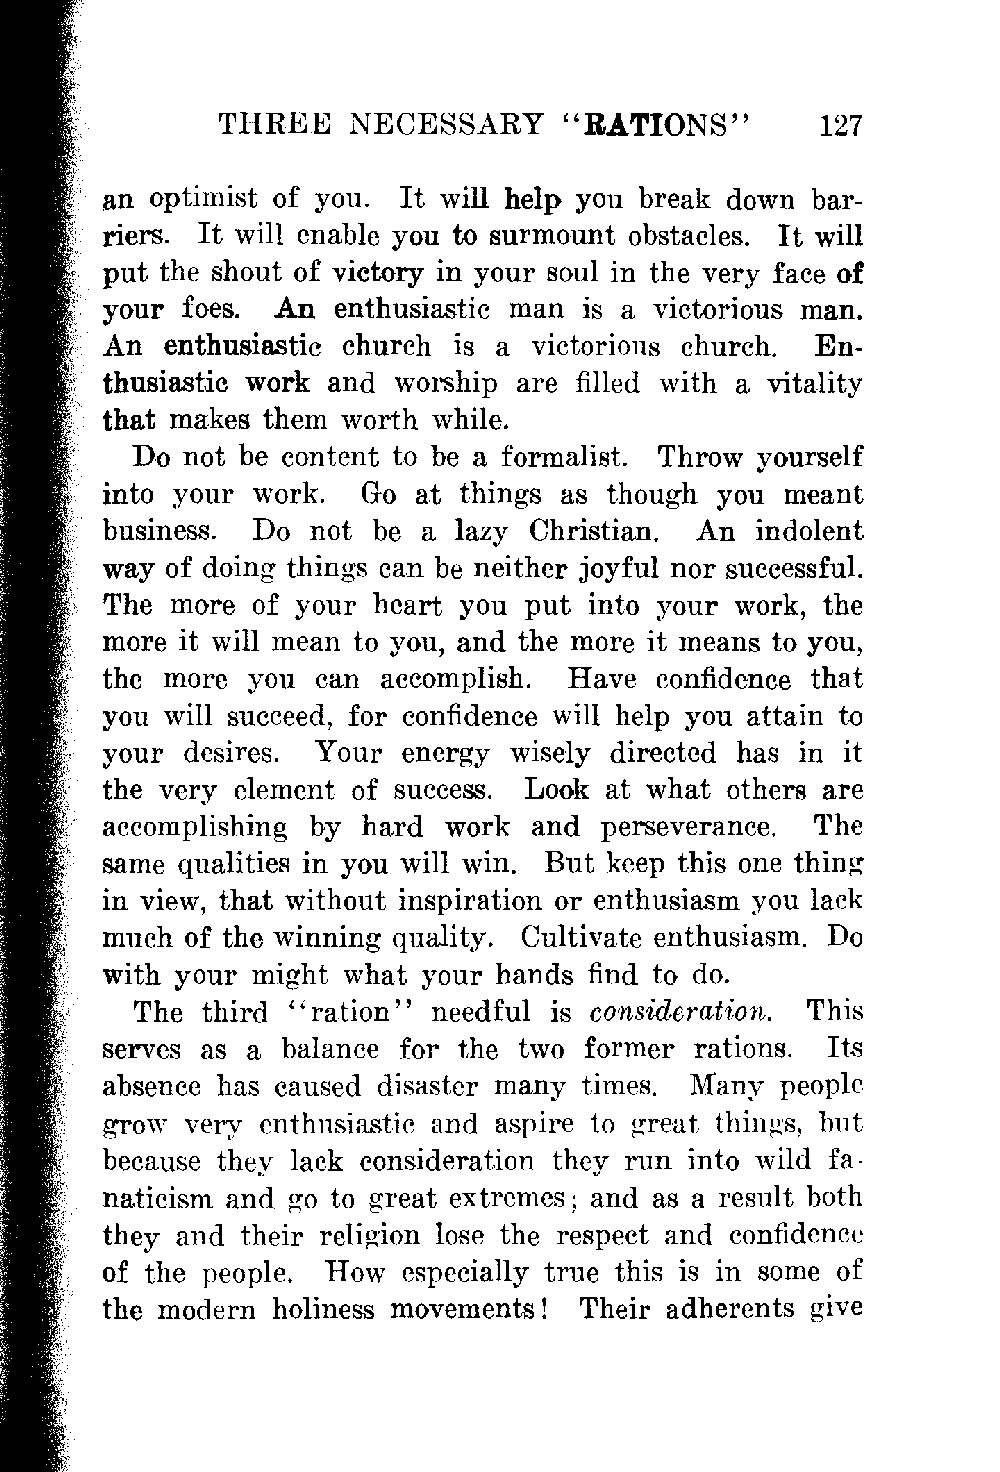 THREE NECESSARY "RATIONS" 127
an optimist of you. It will help you break down bar-
riers. It will enable you to surmount obstacles. It will
put the shout of victory in your soul in the very face of
your foes. An enthusiastic man is a victorious man.
An enthusiastic church is a victorious church. En-
thusiastic work and worship are filled with a vitality
that makes them worth while.
Do not be content to be a formalist. Throw yourself
into your work. Go at things as though you meant
business. Do not be a lazy Christian. An indolent
way of doing things can be neither joyful nor successful.
The more of your heart you put into your work, the
more it will mean to you, and the more it means to you,
the more you can accomplish. Have confidence that
you will succeed, for confidence will help you attain to
your desires. Your energy wisely directed has in it
the very element of success. Look at what others are
accomplishing by hard work and perseverance. The
same qualities in you will win. But keep this one thing
in view, that without inspiration or enthusiasm you lack
much of the winning quality. Cultivate enthusiasm. Do
with your might what your hands find to do.
The third "ration" needful is consideration. This
serves as a balance for the two former rations. Its
absence has caused disaster many times. Many people
grow very enthusiastic and aspire to great things, but
because they lack consideration they run into wild fa-
naticism and go to great extremes; and as a result both
they and their religion lose the respect and confidence
of the people. How especially true this is in some of
the modern holiness movements! Their adherents give